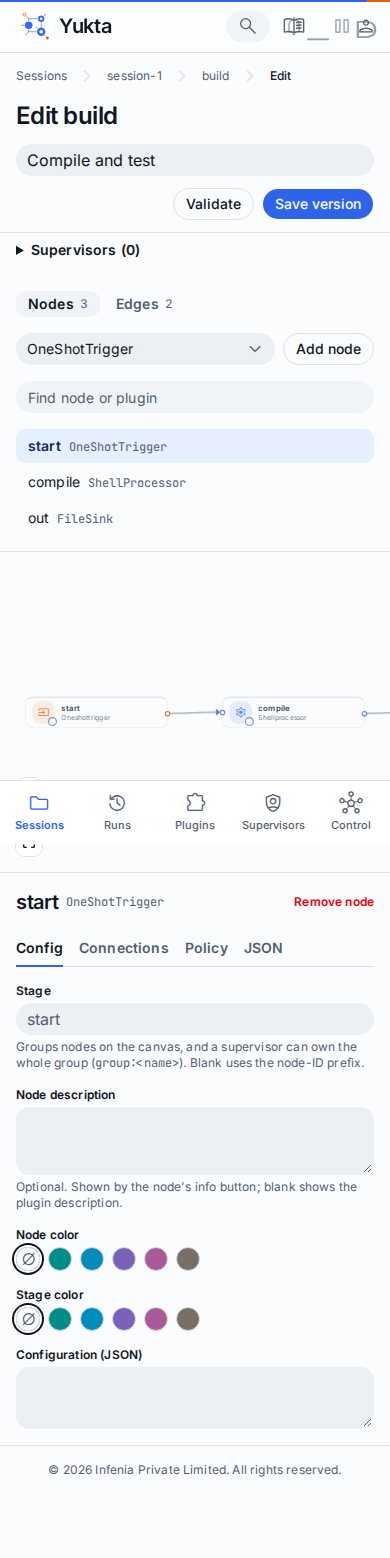 Yukta
Sessions session-1 build Edit
Edit build
Compile and test
Validate Save version
Supervisors (0)
Nodes 3 Edges 2
OneShotTrigger Add node
Find node or plugin
start OneShotTrigger
compile ShellProcessor
out FileSink
start compile
Oneshottrigger Shellprocessor
Sessions Runs Plugins Supervisors Control
start OneShotTrigger Remove node
Config Connections Policy JSON
Stage
start
Groups nodes on the canvas, and a supervisor can own the
whole group (group:<name>). Blank uses the node-ID prefix.
Node description
Optional. Shown by the node's info button; blank shows the
plugin description.
Node color
Stage color
Configuration (JSON)
© 2026 Infenia Private Limited. All rights reserved.